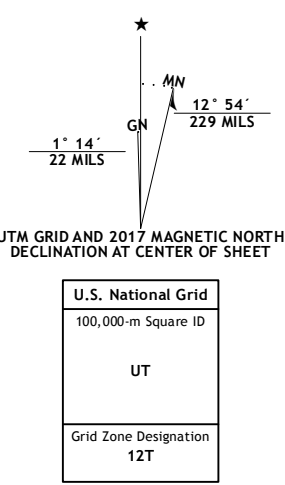 ★
MN
12° 54´
229 MILS
GN
1° 14´
22 MILS
UTM GRID AND 2017 MAGNETIC NORTH
DECLINATION AT CENTER OF SHEET
U.S. National Grid
100,000-m Square ID
UT
Grid Zone Designation
12T